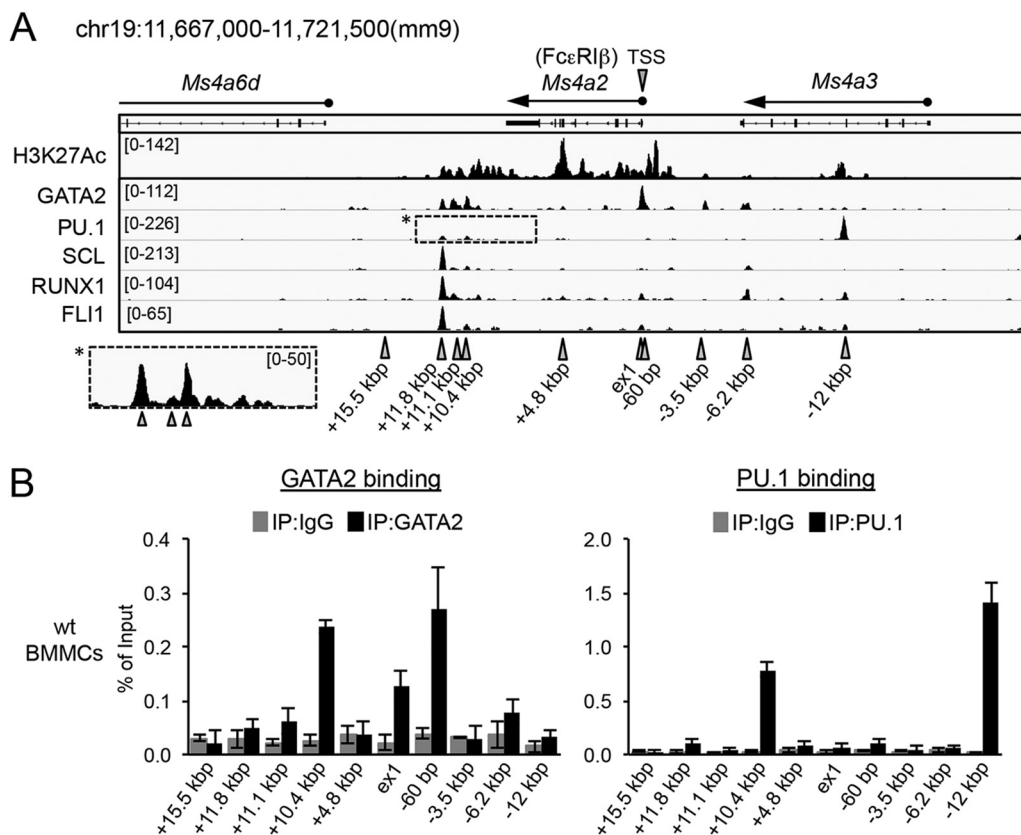 A chr19:11,667,000-11,721,500(mm9)
(FcεRIβ) TSS
Ms4a6d Ms4a2 Ms4a3
H3K27Ac [0-142]
GATA2 [0-112]
PU.1 [0-226] *
SCL [0-213]
RUNX1 [0-104]
FLI1 [0-65]
* [0-50]
+15.5 kbp +11.8 kbp +11.1 kbp +10.4 kbp +4.8 kbp ex1 -60 bp -3.5 kbp -6.2 kbp -12 kbp
B GATA2 binding PU.1 binding
IP:IgG IP:GATA2 IP:IgG IP:PU.1
wt
BMMCs
% of Input
0.4 2.0
0.3 1.5
0.2 1.0
0.1 0.5
0.0 0.0
+15.5 kbp +11.8 kbp +11.1 kbp +10.4 kbp +4.8 kbp ex1 -60 bp -3.5 kbp -6.2 kbp -12 kbp +15.5 kbp +11.8 kbp +11.1 kbp +10.4 kbp +4.8 kbp ex1 -60 bp -3.5 kbp -6.2 kbp -12 kbp